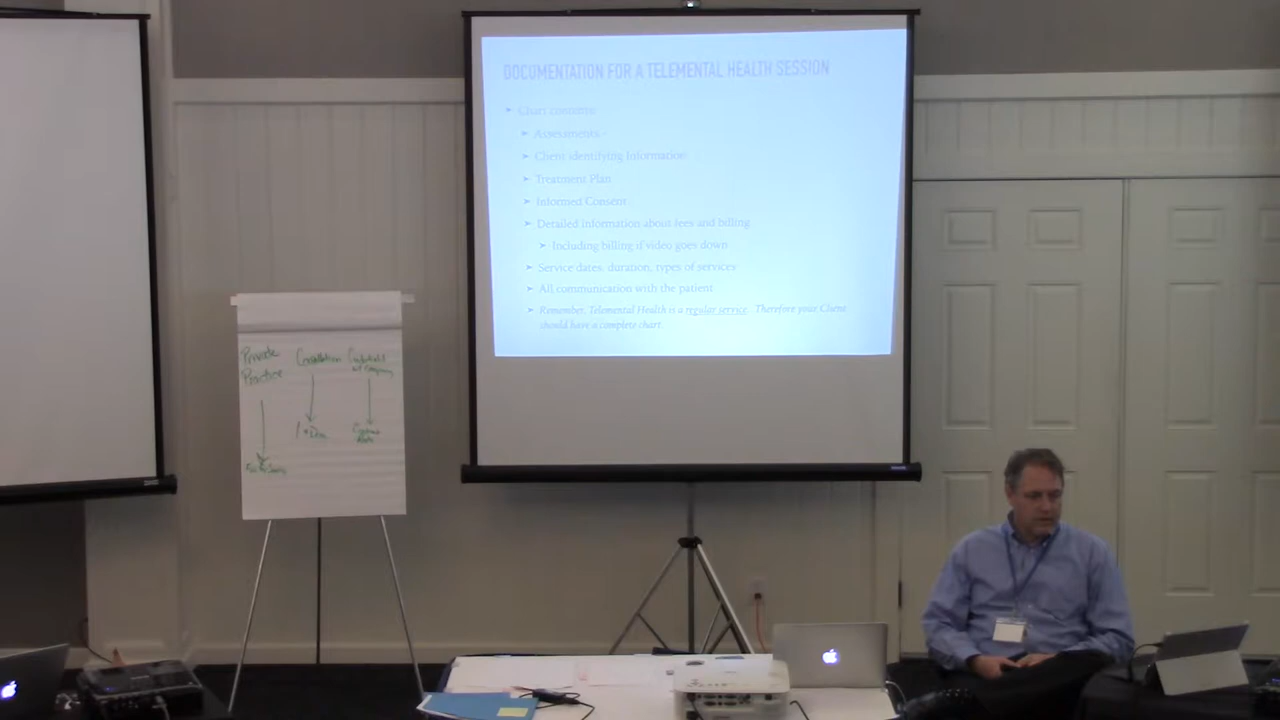 DOCUMENTATION FOR A TELEMENTAL HEALTH SESSION
➤ Chart
➤ Assessments -
➤ Client identifying Information
➤ Treatment Plan
➤ Informed Consent
➤ Detailed information about fees and billing
➤ Including billing if video goes down
➤ Service dates, duration, types of services
➤ All communication with the patient
➤ Remember, Telemental Health is a regular service. Therefore your Client
should have a complete chart
Private
Practice